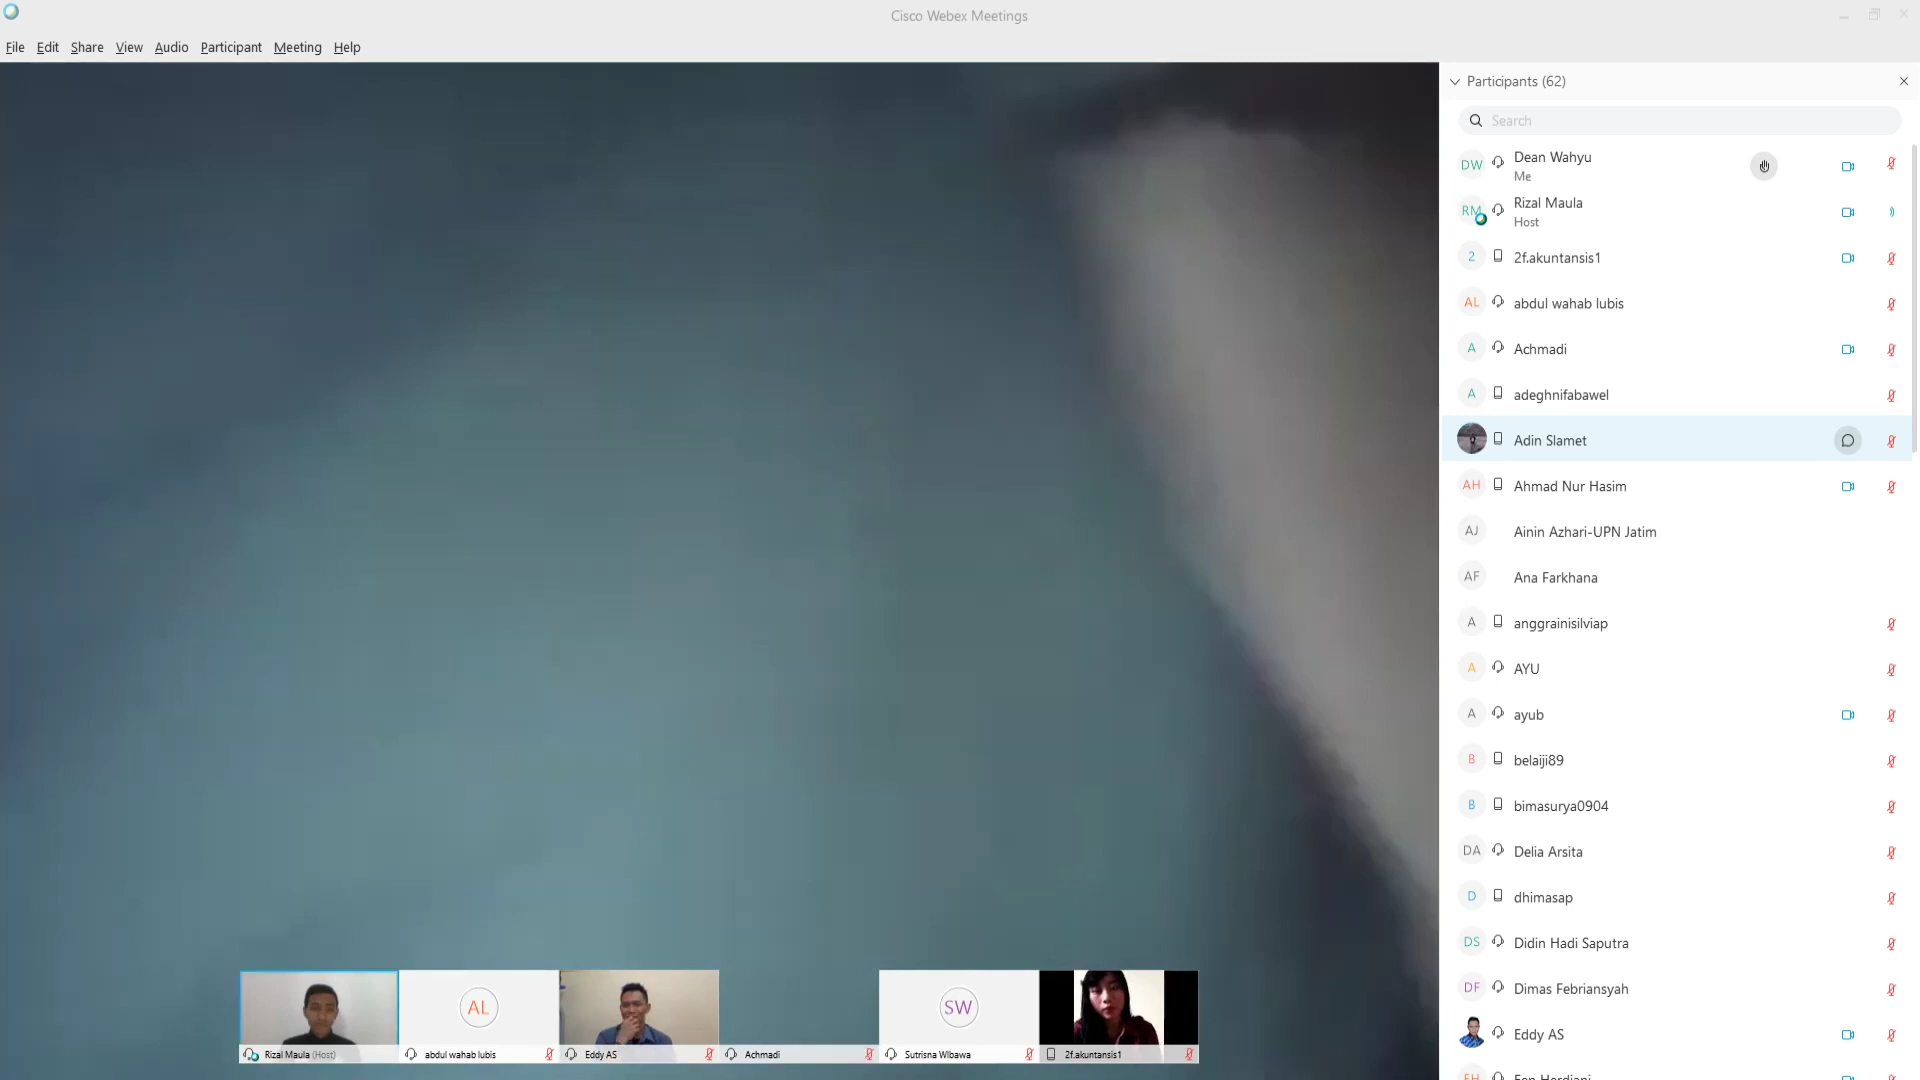 Cisco Webex Meetings
File Edit Share View Audio Participant Meeting Help
Participants (62)
Search
DW Dean Wahyu
Me
RM Rizal Maula
Host
2 2f.akuntansis1
AL abdul wahab lubis
A Achmadi
A adeghnifabawel
Adin Slamet
AH Ahmad Nur Hasim
AJ Ainin Azhari-UPN Jatim
AF Ana Farkhana
A anggrainisilviap
A AYU
A ayub
B belaiji89
B bimasurya0904
DA Delia Arsita
D dhimasap
DS Didin Hadi Saputra
DF Dimas Febriansyah
Eddy AS
AL
SW
Rizal Maula (Host)
abdul wahab lubis
Eddy AS
Achmadi
Sutrisna WIbawa
2f.akuntansis1